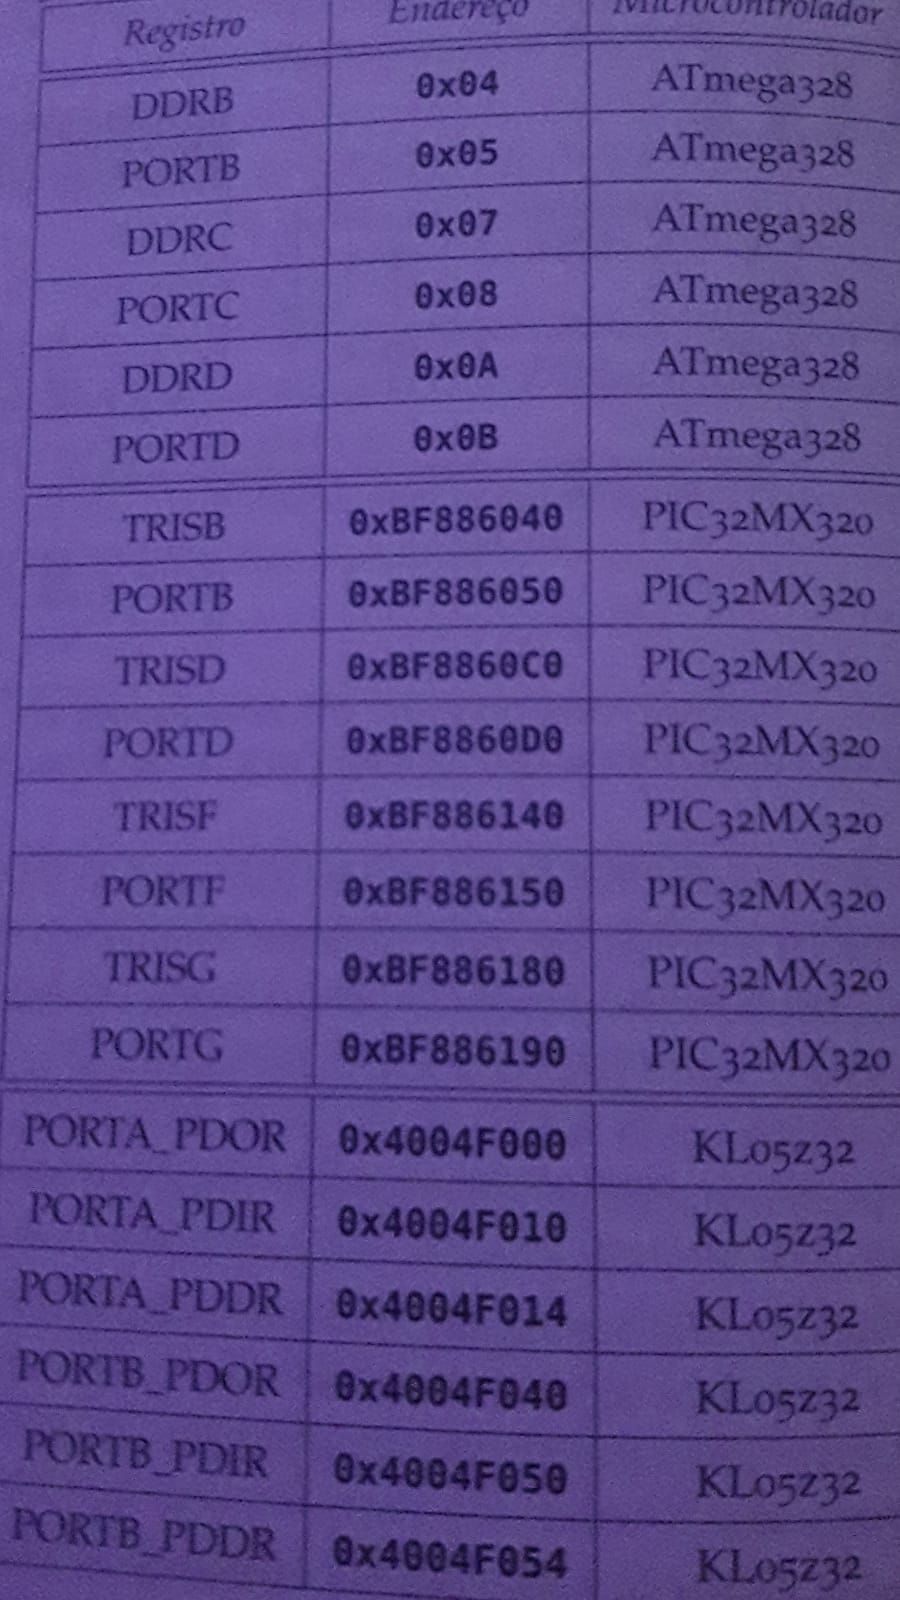 Registro Endereço Microcontrolador
DDRB 0x04 ATmega328
PORTB 0x05 ATmega328
DDRC 0x07 ATmega328
PORTC 0x08 ATmega328
DDRD 0x0A ATmega328
PORTD 0x0B ATmega328
TRISB 0xBF886040 PIC32MX320
PORTB 0xBF886050 PIC32MX320
TRISD 0xBF8860C0 PIC32MX320
PORTD 0xBF8860D0 PIC32MX320
TRISF 0xBF886140 PIC32MX320
PORTF 0xBF886150 PIC32MX320
TRISG 0xBF886180 PIC32MX320
PORTG 0xBF886190 PIC32MX320
PORTA_PDOR 0x4004F000 KL05Z32
PORTA_PDIR 0x4004F010 KL05Z32
PORTA_PDDR 0x4004F014 KL05Z32
PORTB_PDOR 0x4004F040 KL05Z32
PORTB_PDIR 0x4004F050 KL05Z32
PORTB_PDDR 0x4004F054 KL05Z32